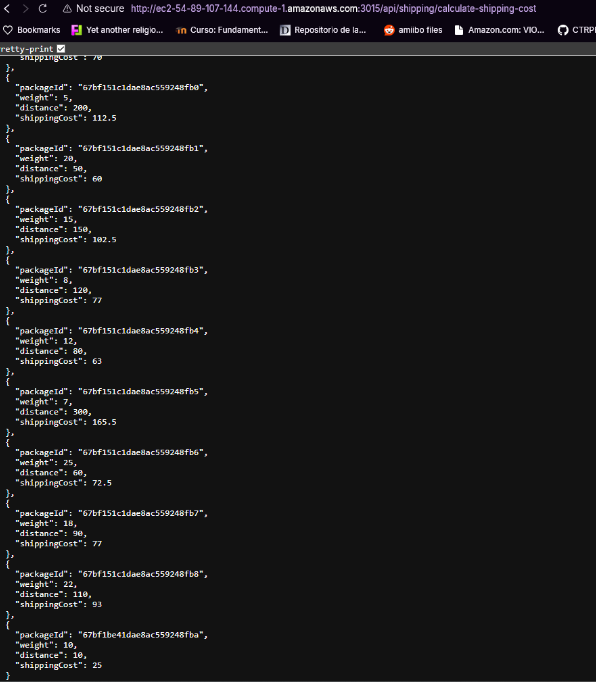 Not secure http://ec2-54-89-107-144.compute-1.amazonaws.com:3015/api/shipping/calculate-shipping-cost
Bookmarks Yet another religio... Curso: Fundament... Repositorio de la... amiibo files Amazon.com: VIO... CTRPI
retty-print
"shippingCost": 70
},
{
"packageId": "67bf151c1dae8ac559248fb0",
"weight": 5,
"distance": 200,
"shippingCost": 112.5
},
{
"packageId": "67bf151c1dae8ac559248fb1",
"weight": 20,
"distance": 50,
"shippingCost": 60
},
{
"packageId": "67bf151c1dae8ac559248fb2",
"weight": 15,
"distance": 150,
"shippingCost": 102.5
},
{
"packageId": "67bf151c1dae8ac559248fb3",
"weight": 8,
"distance": 120,
"shippingCost": 77
},
{
"packageId": "67bf151c1dae8ac559248fb4",
"weight": 12,
"distance": 80,
"shippingCost": 63
},
{
"packageId": "67bf151c1dae8ac559248fb5",
"weight": 7,
"distance": 300,
"shippingCost": 165.5
},
{
"packageId": "67bf151c1dae8ac559248fb6",
"weight": 25,
"distance": 60,
"shippingCost": 72.5
},
{
"packageId": "67bf151c1dae8ac559248fb7",
"weight": 18,
"distance": 90,
"shippingCost": 77
},
{
"packageId": "67bf151c1dae8ac559248fb8",
"weight": 22,
"distance": 110,
"shippingCost": 93
},
{
"packageId": "67bf1be41dae8ac559248fba",
"weight": 10,
"distance": 10,
"shippingCost": 25
}